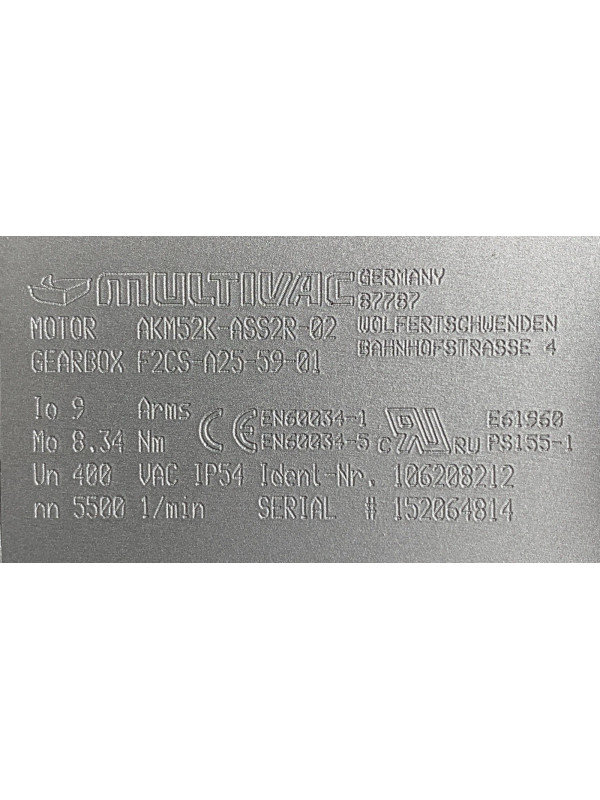 MULTIVAC GERMANY
87787
MOTOR AKM52K-ASS2R-02 WOLFERTSCHWENDEN
GEARBOX F2CS-A25-59-01 BAHNHOFSTRASSE 4
Io 9 Arms CE EN60034-1 E61960
Mo 8.34 Nm EN60034-5 C RU US PS155-1
Un 400 VAC IP54 Ident-Nr. 106208212
nn 5500 1/min SERIAL # 152064814